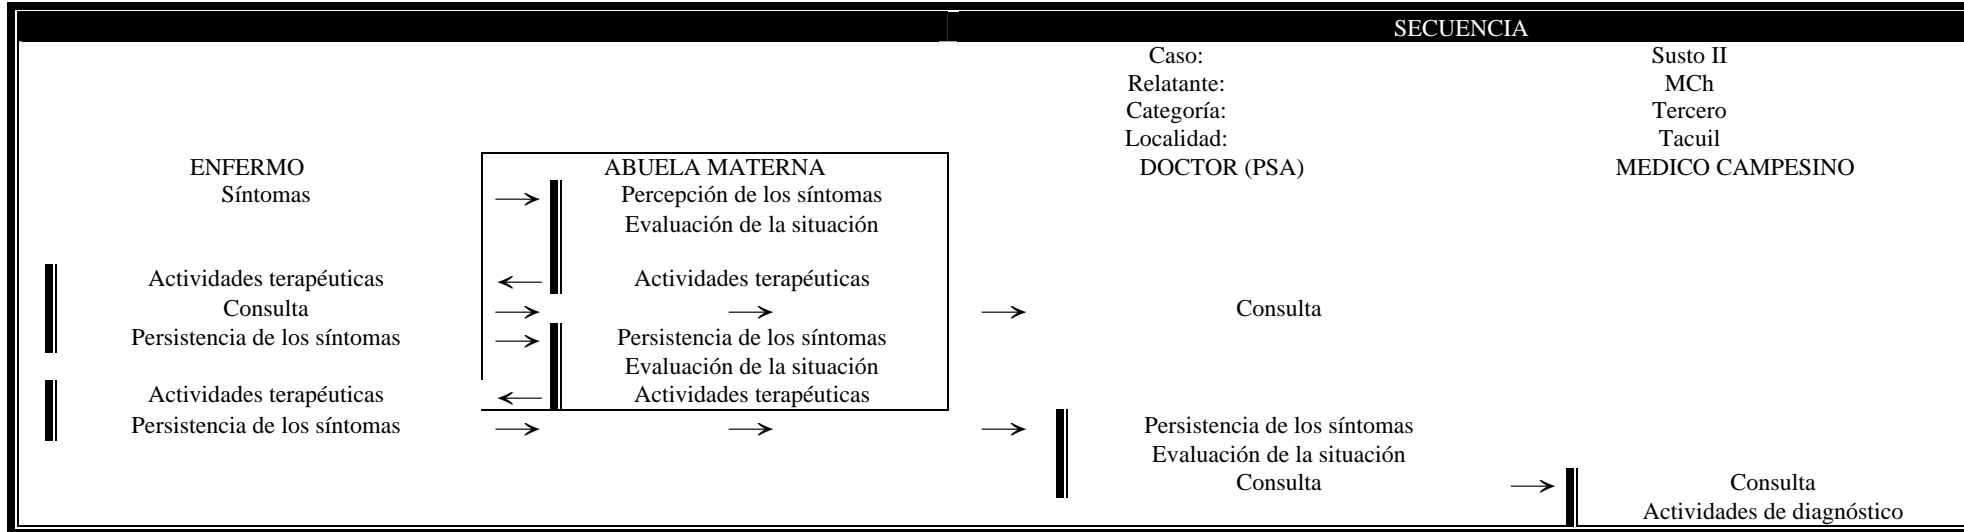 SECUENCIA
Caso: Susto II
Relatante: MCh
Categoría: Tercero
Localidad: Tacuil
ENFERMO ABUELA MATERNA DOCTOR (PSA) MEDICO CAMPESINO
Síntomas → Percepción de los síntomas
Evaluación de la situación
Actividades terapéuticas ← Actividades terapéuticas
Consulta → → → Consulta
Persistencia de los síntomas → Persistencia de los síntomas
Evaluación de la situación
Actividades terapéuticas ← Actividades terapéuticas
Persistencia de los síntomas → → → Persistencia de los síntomas
Evaluación de la situación
Consulta → Consulta
Actividades de diagnóstico